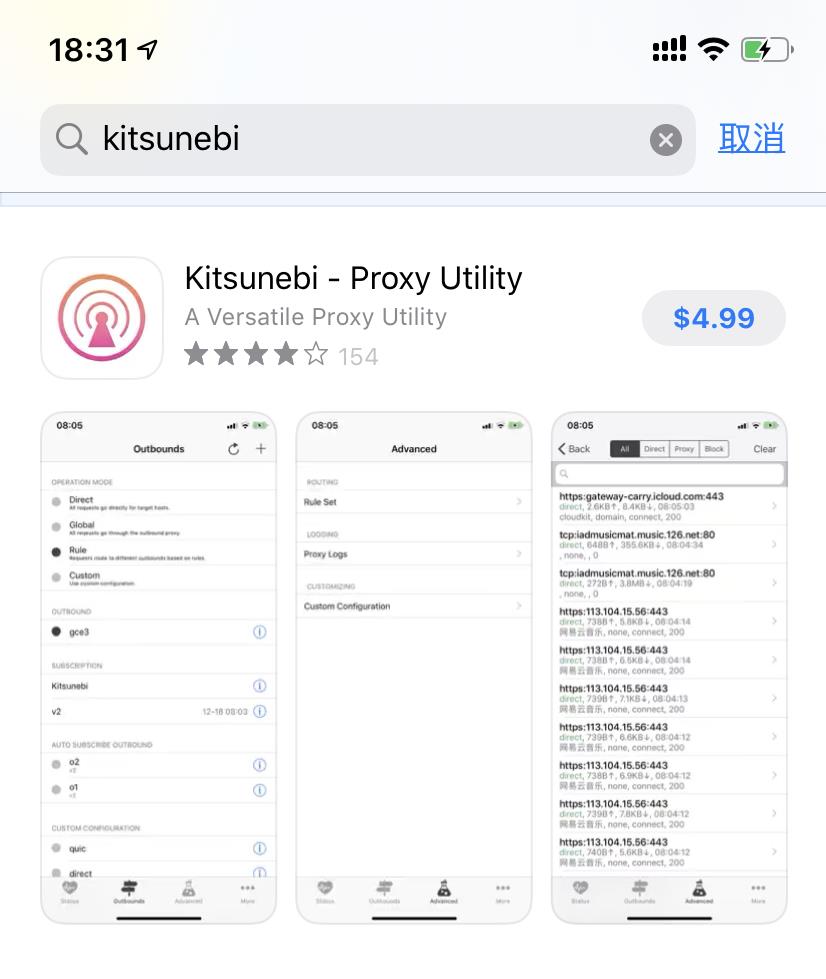 18:31
kitsunebi
取消
Kitsunebi - Proxy Utility
A Versatile Proxy Utility
154
$4.99
08:05
Outbounds
OPERATION MODE
Direct
All requests go directly for target hosts.
Global
All requests go through the outbound proxy.
Rule
Requests route to different outbounds based on rules.
Custom
Use custom configuration.
OUTBOUND
gce3
SUBSCRIPTION
Kitsunebi
v2 12-18 08:03
AUTO SUBSCRIBE OUTBOUND
o2
v2
o1
v2
CUSTOM CONFIGURATION
quic
direct
Status Outbounds Advanced More
08:05
Advanced
ROUTING
Rule Set
LOGGING
Proxy Logs
CUSTOMIZING
Custom Configuration
Status Outbounds Advanced More
08:05
Back All Direct Proxy Block Clear
https:gateway-carry.icloud.com:443
direct, 2.6KB↑, 8.4KB↓, 08:05:03
cloudkit, domain, connect, 200
tcp:iadmusicmat.music.126.net:80
direct, 648B↑, 355.6KB↓, 08:04:34
, none, , 0
tcp:iadmusicmat.music.126.net:80
direct, 272B↑, 3.8MB↓, 08:04:19
, none, , 0
https:113.104.15.56:443
direct, 738B↑, 5.8KB↓, 08:04:14
网易云音乐, none, connect, 200
https:113.104.15.56:443
direct, 738B↑, 6.5KB↓, 08:04:14
网易云音乐, none, connect, 200
https:113.104.15.56:443
direct, 739B↑, 7.1KB↓, 08:04:13
网易云音乐, none, connect, 200
https:113.104.15.56:443
direct, 739B↑, 7.0KB↓, 08:04:12
网易云音乐, none, connect, 200
https:113.104.15.56:443
direct, 738B↑, 6.9KB↓, 08:04:12
网易云音乐, none, connect, 200
https:113.104.15.56:443
direct, 739B↑, 7.8KB↓, 08:04:12
网易云音乐, none, connect, 200
https:113.104.15.56:443
direct, 740B↑, 5.6KB↓, 08:04:12
网易云音乐, none, connect, 200
Status Outbounds Advanced More